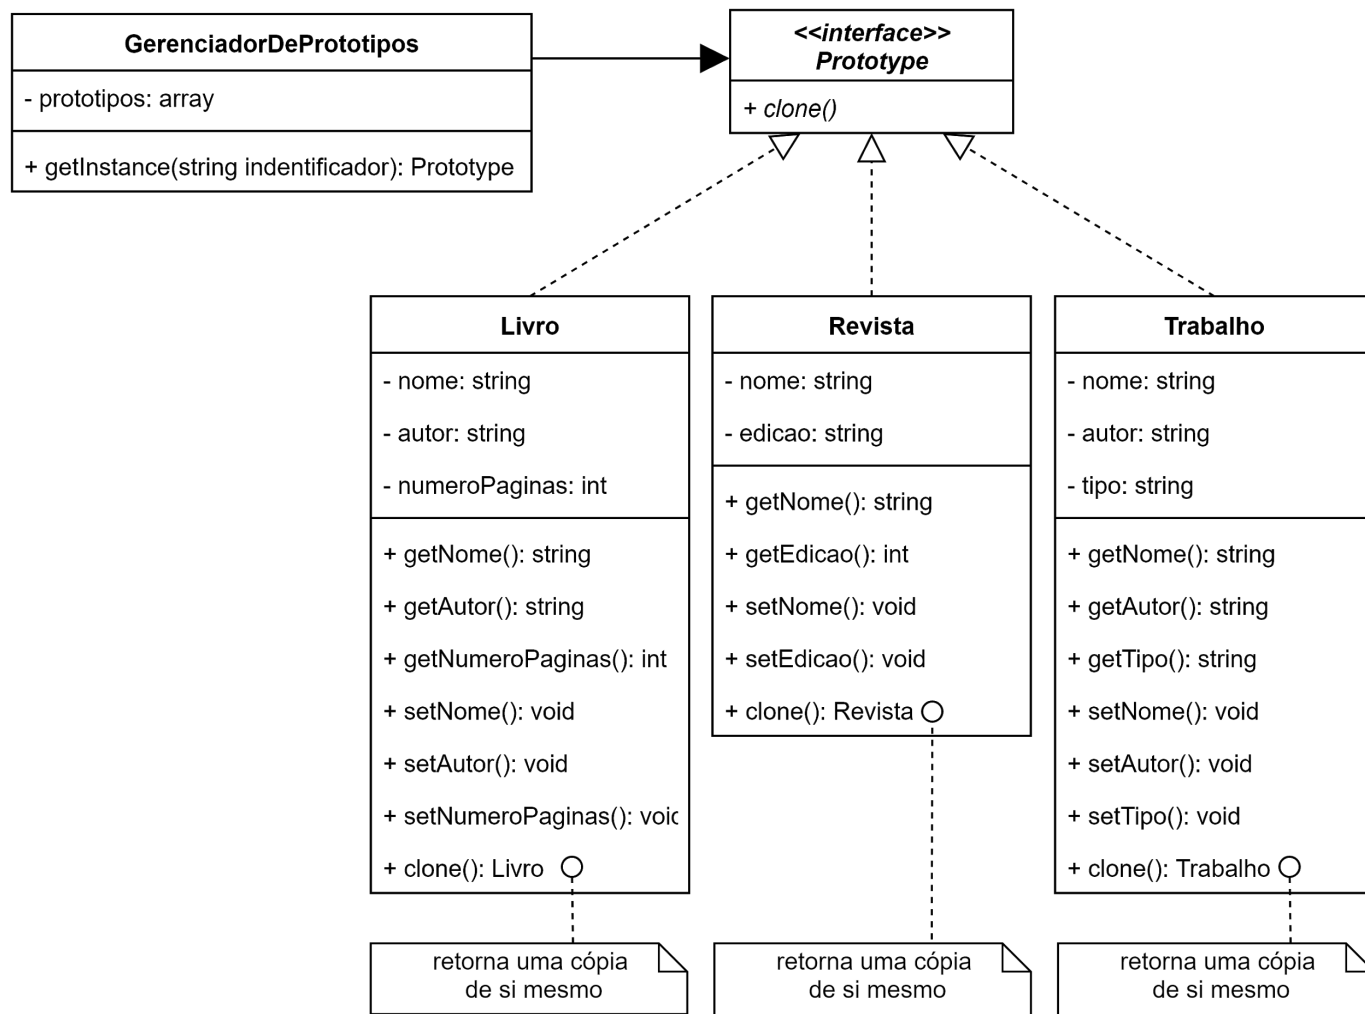 GerenciadorDePrototipos
- prototipos: array
+ getInstance(string indentificador): Prototype
<<interface>>
Prototype
+ clone()
Livro
- nome: string
- autor: string
- numeroPaginas: int
+ getNome(): string
+ getAutor(): string
+ getNumeroPaginas(): int
+ setNome(): void
+ setAutor(): void
+ setNumeroPaginas(): voic
+ clone(): Livro
retorna uma cópia
de si mesmo
Revista
- nome: string
- edicao: string
+ getNome(): string
+ getEdicao(): int
+ setNome(): void
+ setEdicao(): void
+ clone(): Revista
retorna uma cópia
de si mesmo
Trabalho
- nome: string
- autor: string
- tipo: string
+ getNome(): string
+ getAutor(): string
+ getTipo(): string
+ setNome(): void
+ setAutor(): void
+ setTipo(): void
+ clone(): Trabalho
retorna uma cópia
de si mesmo